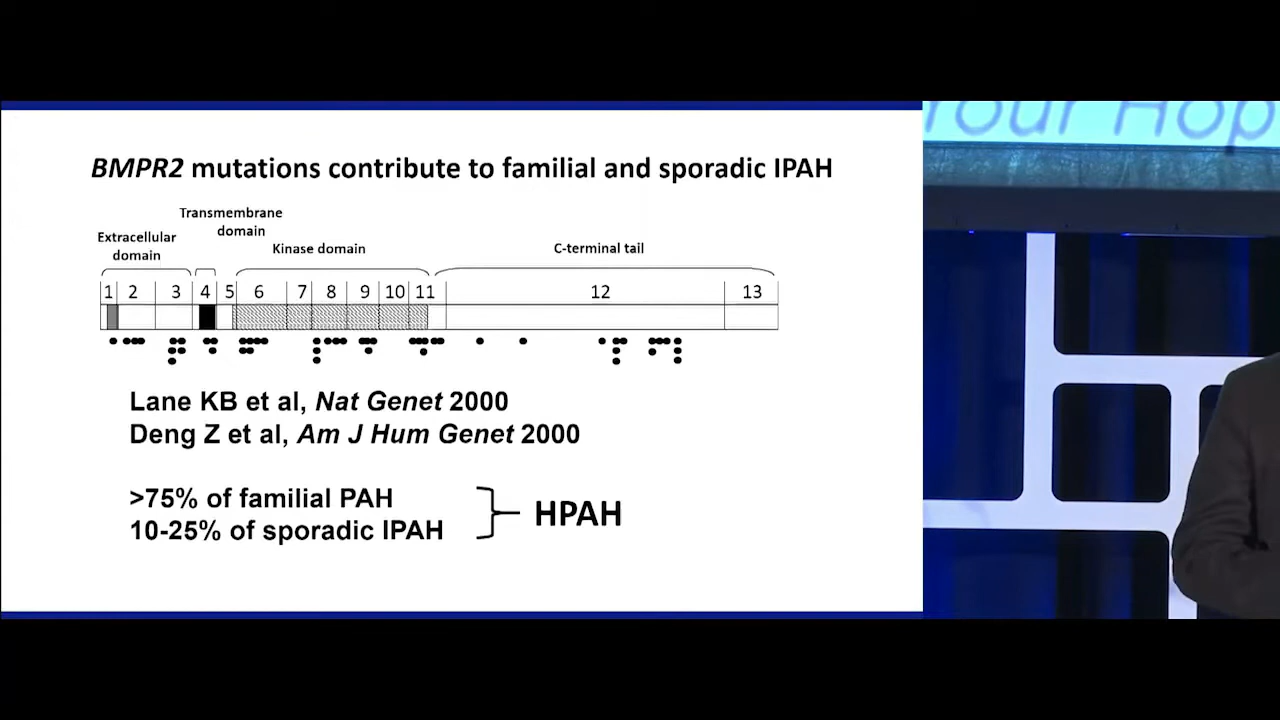 BMPR2 mutations contribute to familial and sporadic IPAH
Transmembrane
domain
Extracellular
domain
Kinase domain
C-terminal tail
1 2 3 4 5 6 7 8 9 10 11 12 13
Lane KB et al, Nat Genet 2000
Deng Z et al, Am J Hum Genet 2000
>75% of familial PAH
10-25% of sporadic IPAH
HPAH
Your Hop